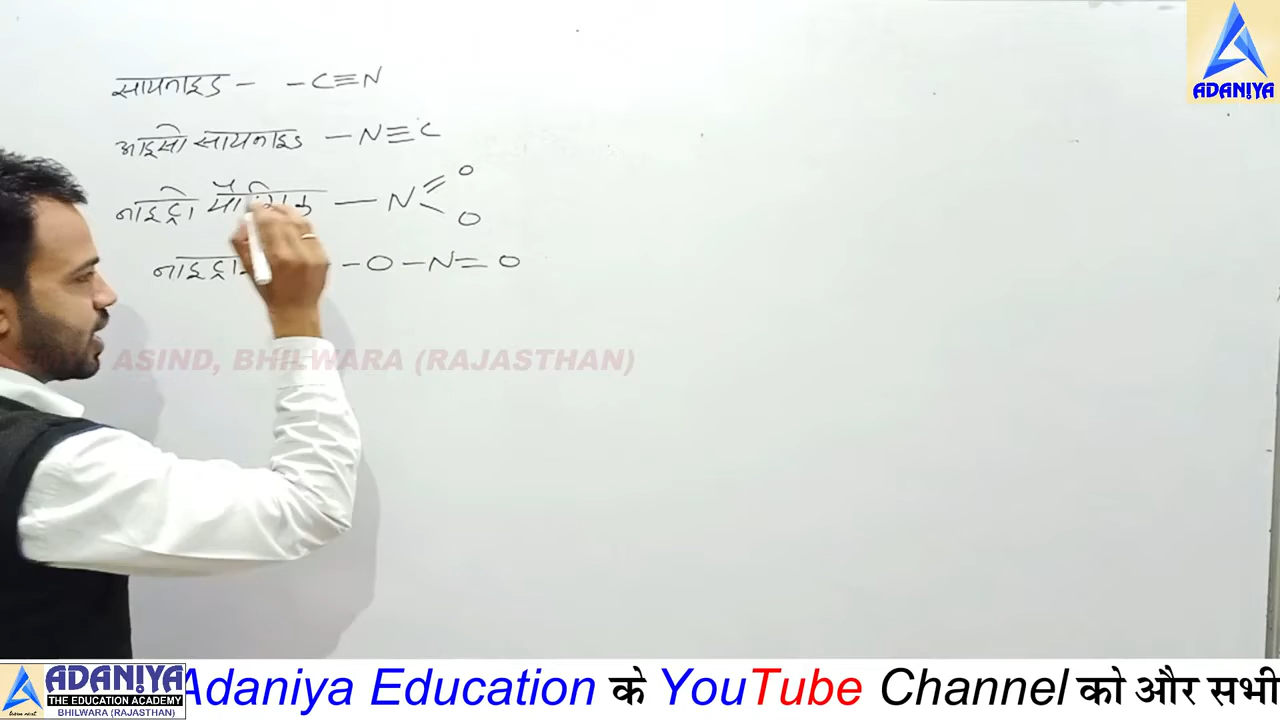 ADANIYA
सायनाइड - -C≡N
आइसो सायनाइड -N≡C
नाइट्रो यौगिक -N
O
O
-O-N=O
ASIND, BHILWARA (RAJASTHAN)
ADANIYA
THE EDUCATION ACADEMY
BHILWARA (RAJASTHAN)
Adaniya Education के YouTube Channel को और सभी